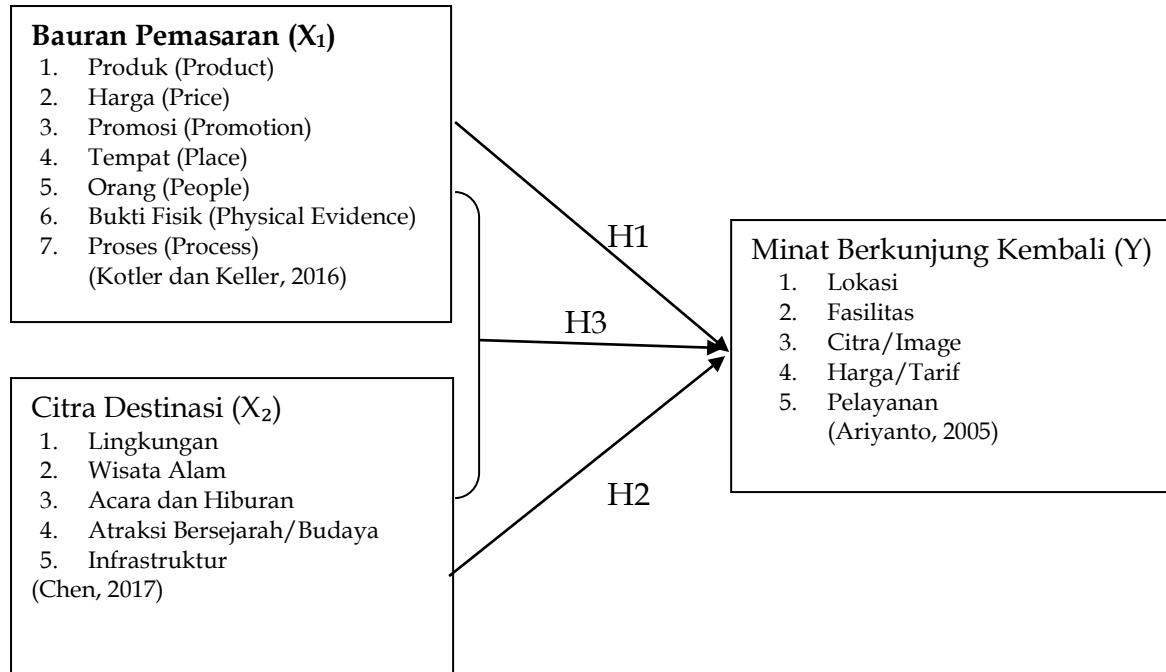 Bauran Pemasaran (X₁)
1. Produk (Product)
2. Harga (Price)
3. Promosi (Promotion)
4. Tempat (Place)
5. Orang (People)
6. Bukti Fisik (Physical Evidence)
7. Proses (Process)
(Kotler dan Keller, 2016)
Citra Destinasi (X₂)
1. Lingkungan
2. Wisata Alam
3. Acara dan Hiburan
4. Atraksi Bersejarah/Budaya
5. Infrastruktur
(Chen, 2017)
H1
H3
H2
Minat Berkunjung Kembali (Y)
1. Lokasi
2. Fasilitas
3. Citra/Image
4. Harga/Tarif
5. Pelayanan
(Ariyanto, 2005)